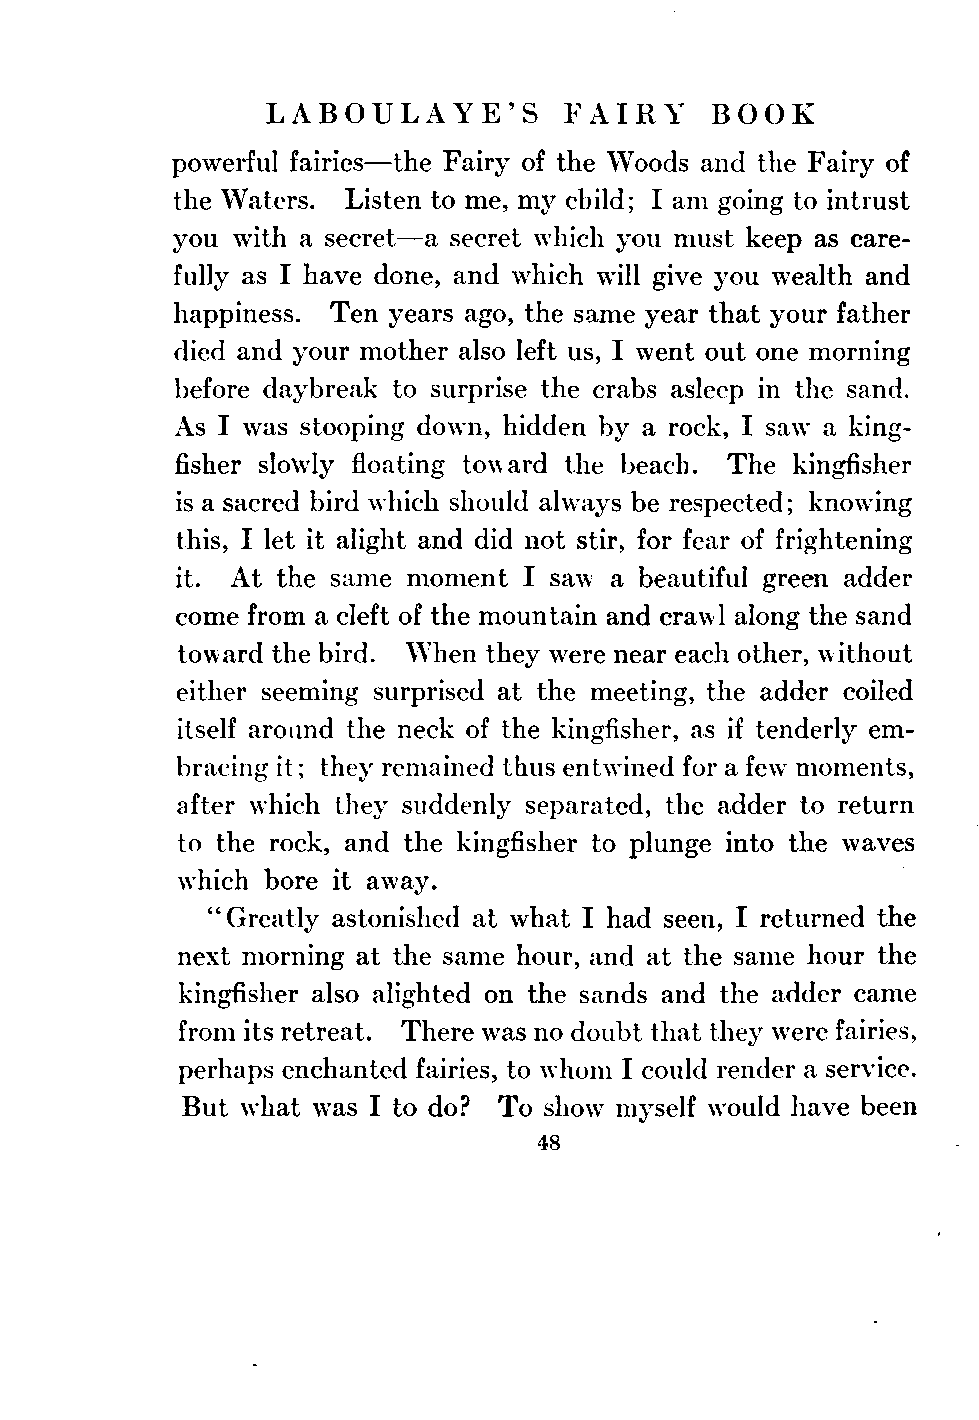 LABOULAYE'S FAIRY BOOK
powerful fairies—the Fairy of the Woods and the Fairy of
the Waters. Listen to me, my child; I am going to intrust
you with a secret—a secret which you must keep as care-
fully as I have done, and which will give you wealth and
happiness. Ten years ago, the same year that your father
died and your mother also left us, I went out one morning
before daybreak to surprise the crabs asleep in the sand.
As I was stooping down, hidden by a rock, I saw a king-
fisher slowly floating toward the beach. The kingfisher
is a sacred bird which should always be respected; knowing
this, I let it alight and did not stir, for fear of frightening
it. At the same moment I saw a beautiful green adder
come from a cleft of the mountain and crawl along the sand
toward the bird. When they were near each other, without
either seeming surprised at the meeting, the adder coiled
itself around the neck of the kingfisher, as if tenderly em-
bracing it; they remained thus entwined for a few moments,
after which they suddenly separated, the adder to return
to the rock, and the kingfisher to plunge into the waves
which bore it away.
"Greatly astonished at what I had seen, I returned the
next morning at the same hour, and at the same hour the
kingfisher also alighted on the sands and the adder came
from its retreat. There was no doubt that they were fairies,
perhaps enchanted fairies, to whom I could render a service.
But what was I to do? To show myself would have been
48